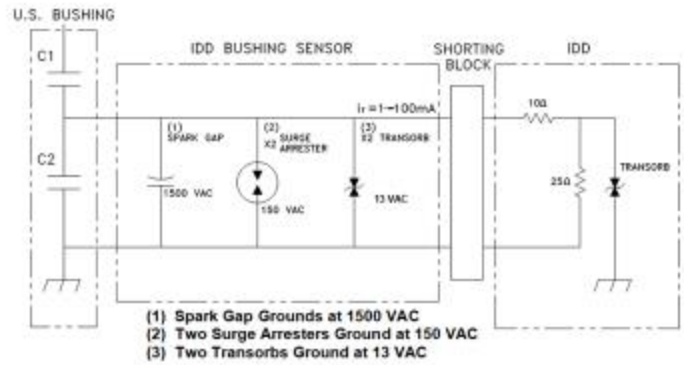 U.S. BUSHING
IDD BUSHING SENSOR
SHORTING
BLOCK
IDD
C1
C2
(1)
SPARK GAP
1500 VAC
(2)
X2 SURGE
ARRESTER
150 VAC
iT = 1-100mA
(3)
X2 TRANSORB
13 VAC
10Ω
25Ω
TRANSORB
(1) Spark Gap Grounds at 1500 VAC
(2) Two Surge Arresters Ground at 150 VAC
(3) Two Transorbs Ground at 13 VAC